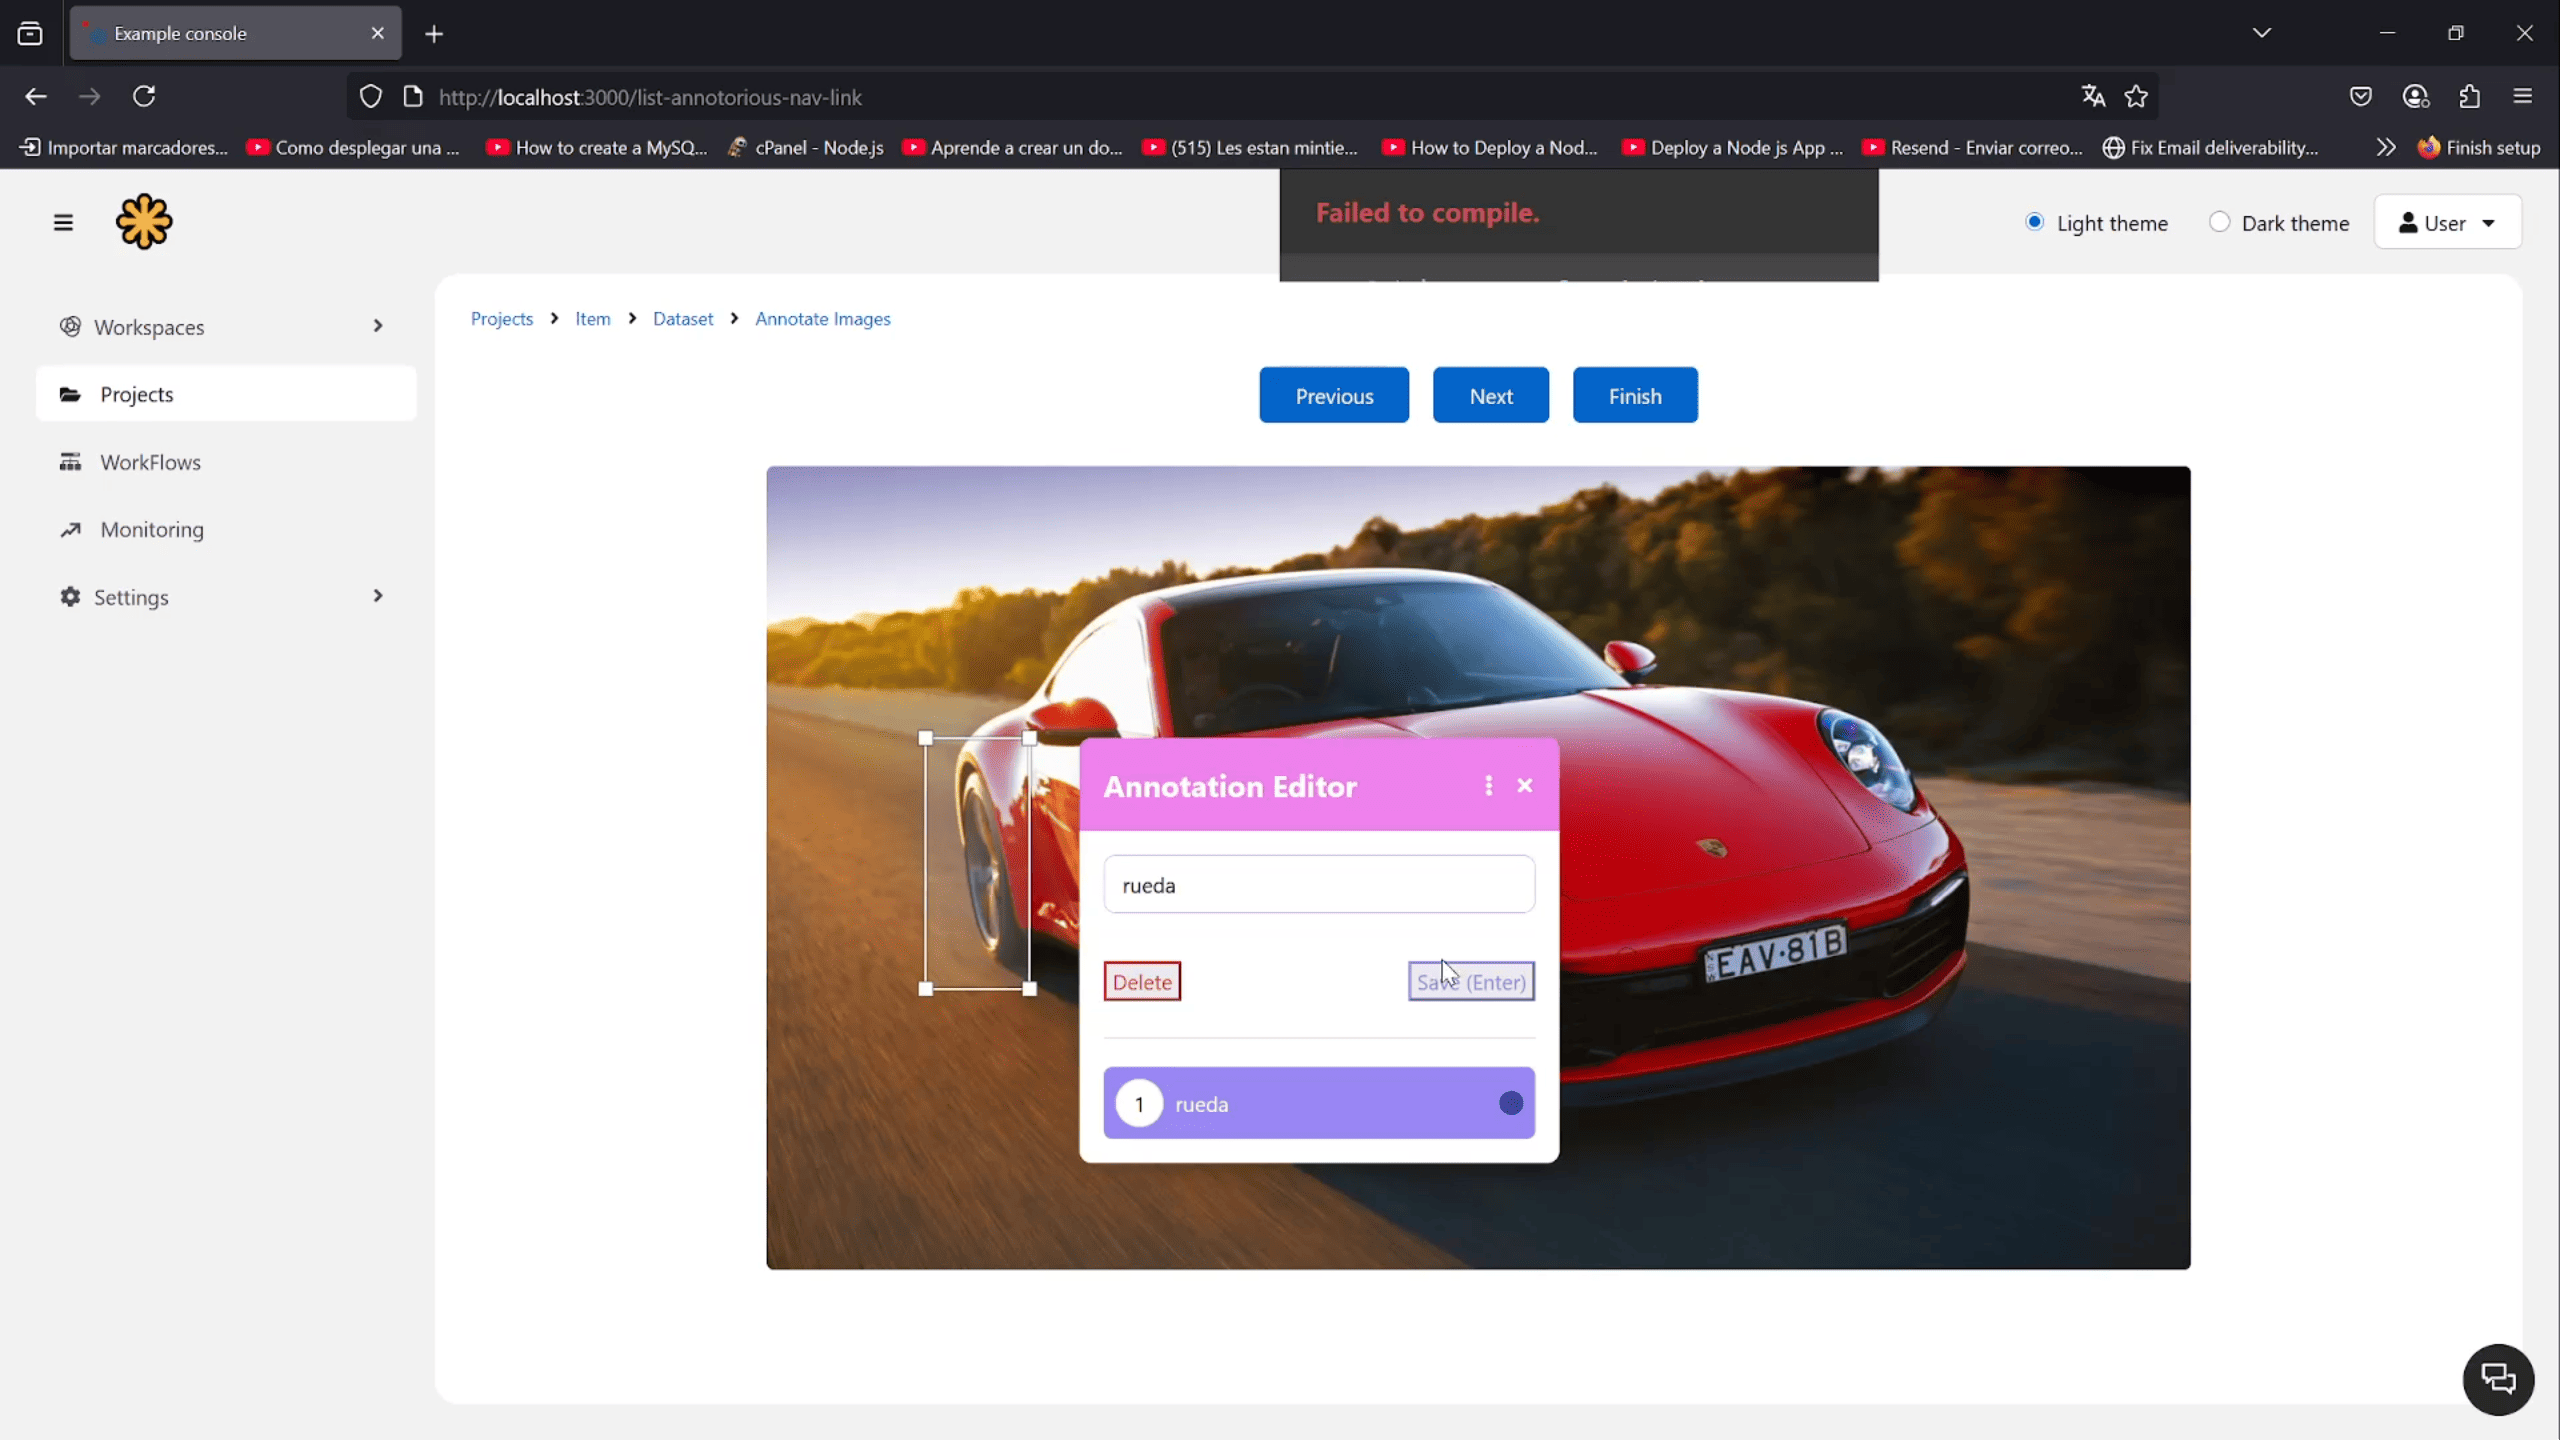 Example console
http://localhost:3000/list-annotorious-nav-link
Importar marcadores...
Como desplegar una ...
How to create a MySQ...
cPanel - Node.js
Aprende a crear un do...
(515) Les estan mintie...
How to Deploy a Nod...
Deploy a Node js App ...
Resend - Enviar correo...
Fix Email deliverability...
Finish setup
Failed to compile.
Light theme
Dark theme
User
Workspaces
Projects
WorkFlows
Monitoring
Settings
Projects > Item > Dataset > Annotate Images
Previous
Next
Finish
Annotation Editor
rueda
Delete
Save (Enter)
1 rueda
EAV·81B